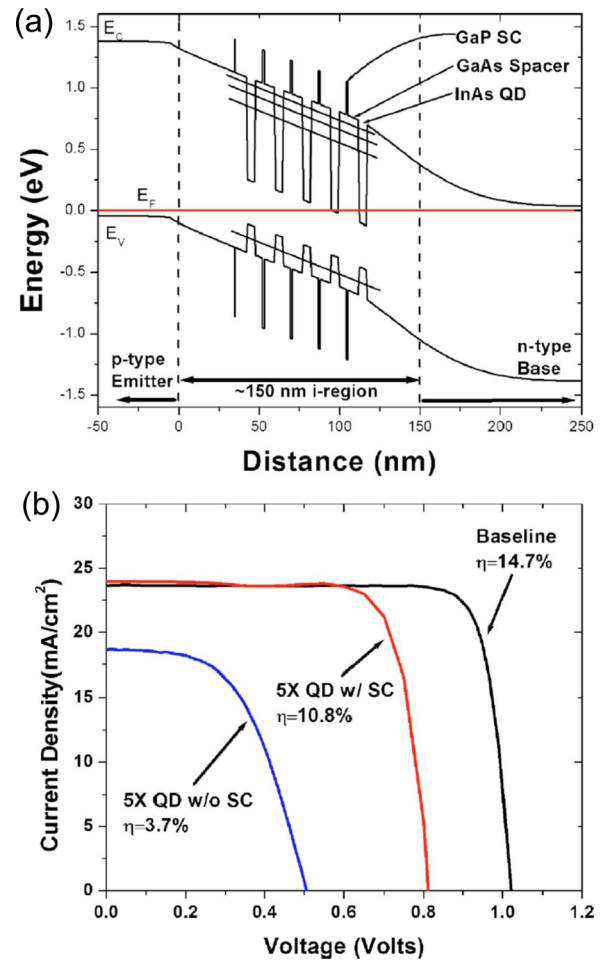 (a)
E_C
GaP SC
GaAs Spacer
InAs QD
E_F
E_V
p-type
Emitter
~150 nm i-region
n-type
Base
1.5
1.0
0.5
0.0
-0.5
-1.0
-1.5
Energy (eV)
-50 0 50 100 150 200 250
Distance (nm)
(b)
30
25
20
15
10
5
0
Current Density(mA/cm²)
Baseline
η=14.7%
5X QD w/ SC
η=10.8%
5X QD w/o SC
η=3.7%
0.0 0.2 0.4 0.6 0.8 1.0 1.2
Voltage (Volts)